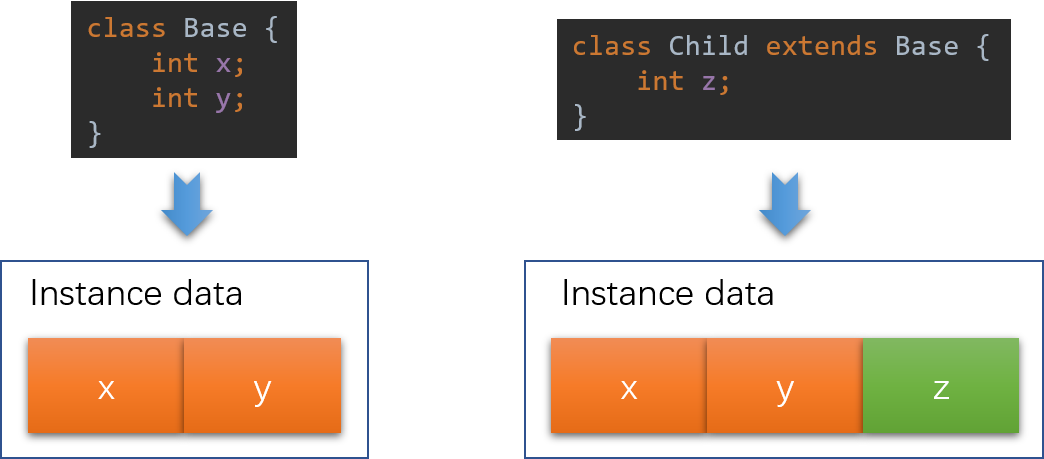 class Base {
    int x;
    int y;
}
class Child extends Base {
    int z;
}
Instance data
x y
Instance data
x y z